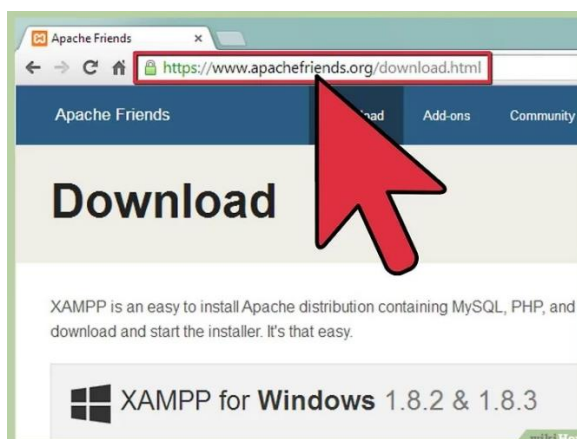 Apache Friends
https://www.apachefriends.org/download.html
Apache Friends Add-ons Community
Download
XAMPP is an easy to install Apache distribution containing MySQL, PHP, and
download and start the installer. It's that easy.
XAMPP for Windows 1.8.2 & 1.8.3